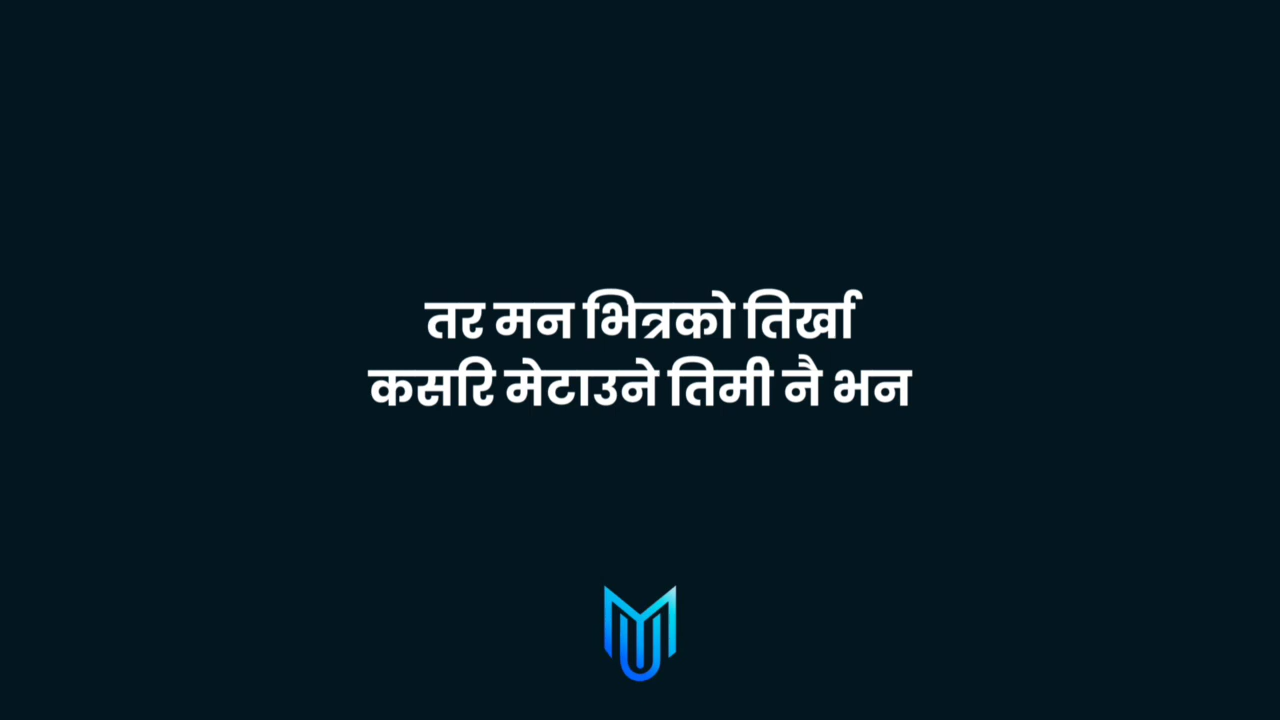 तर मन भित्रको तिर्खा
कसरि मेटाउने तिमी नै भन